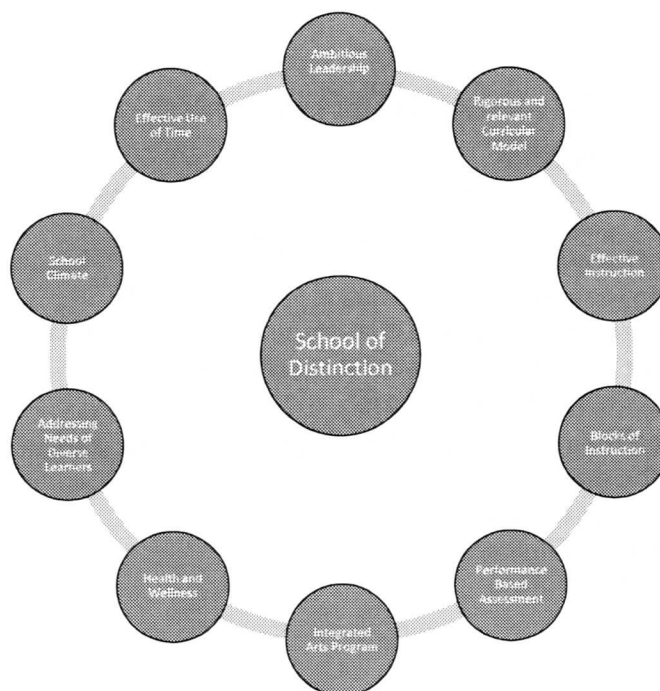 Ambitious
Leadership
Rigorous and
relevant
Curricular
Model
Effective
Instruction
Blocks of
Instruction
Performance
Based
Assessment
Integrated
Arts Program
Health and
Wellness
Addressing
Needs of
Diverse
Learners
School
Climate
Effective Use
of Time
School of
Distinction